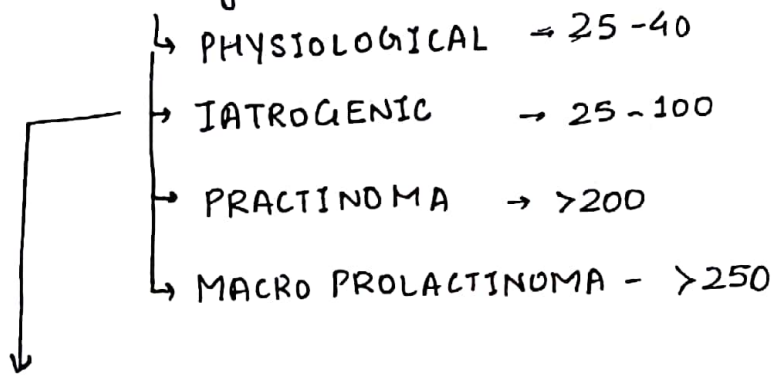 PHYSIOLOGICAL → 25-40
IATROGENIC → 25-100
PRACTINOMA → >200
MACRO PROLACTINOMA - >250